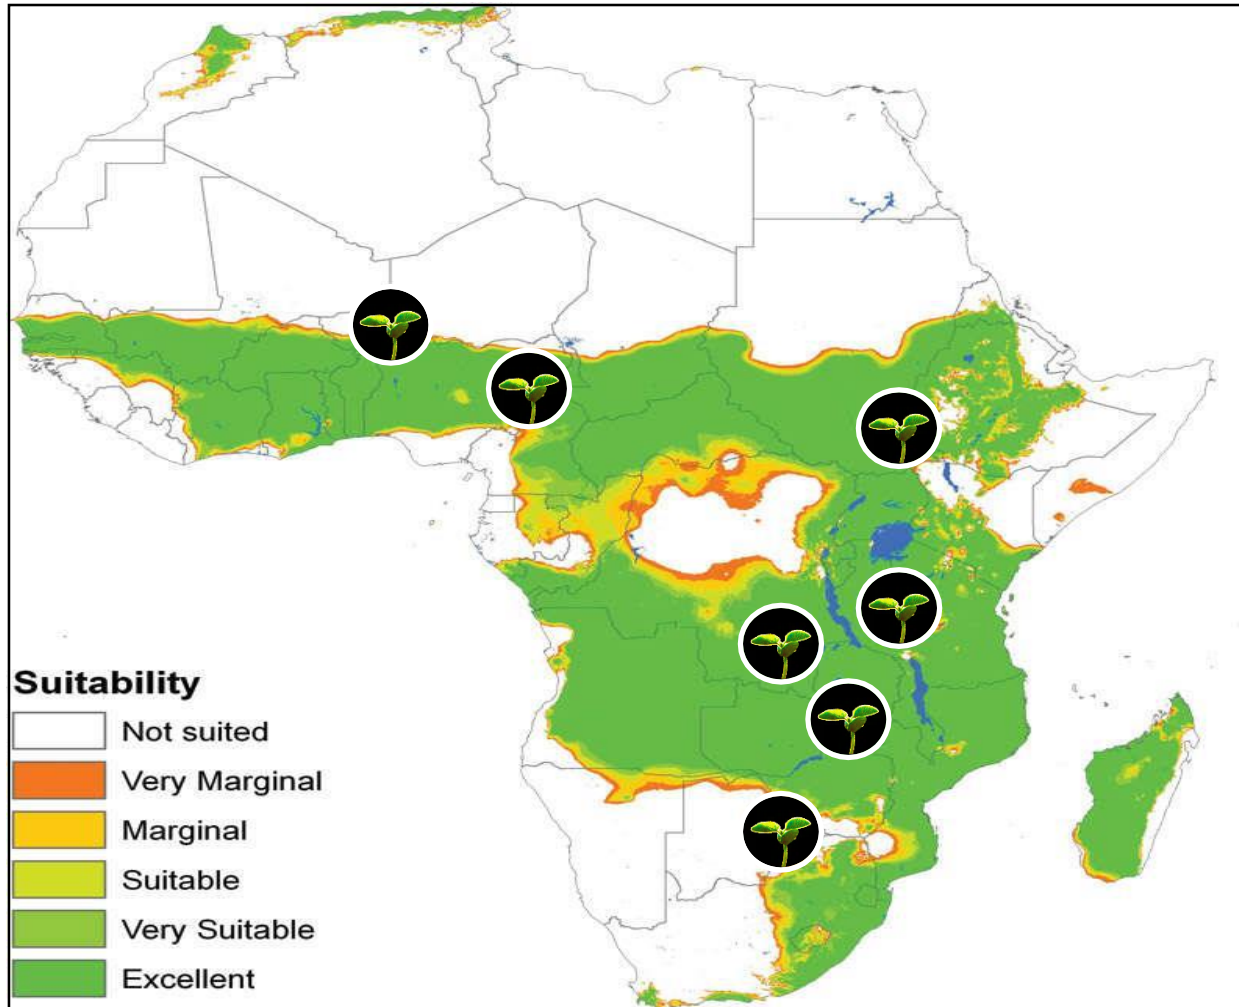 Suitability
Not suited
Very Marginal
Marginal
Suitable
Very Suitable
Excellent